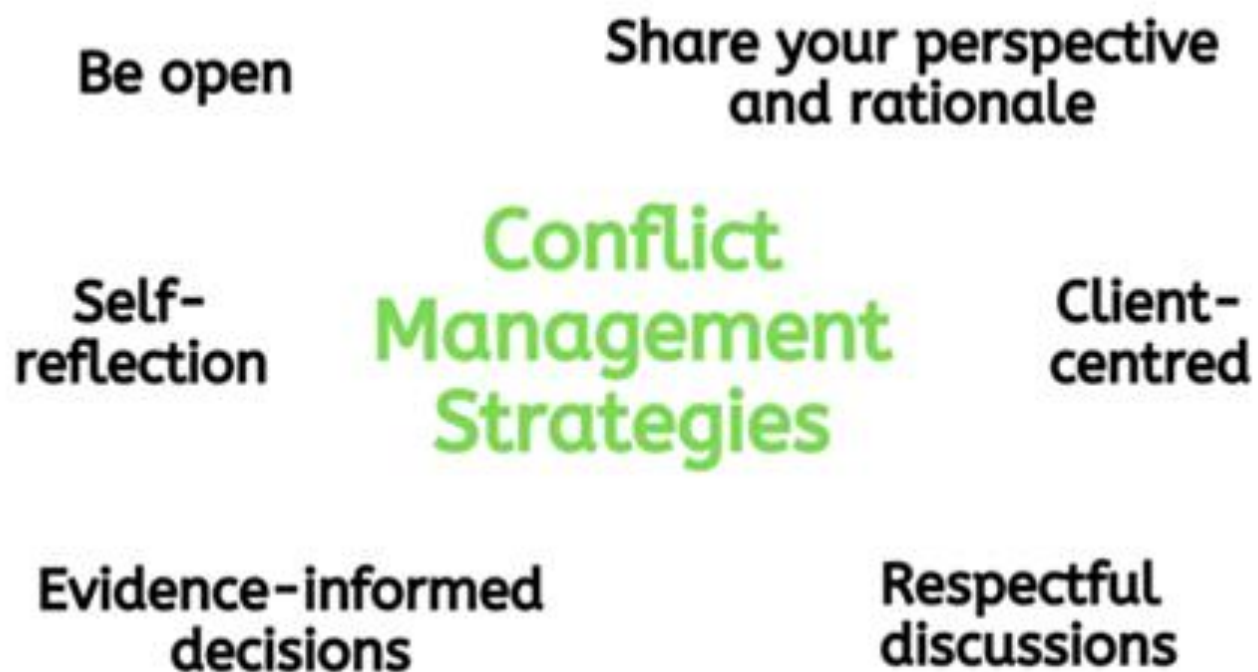 Be open
Share your perspective
and rationale
Conflict
Management
Strategies
Self-
reflection
Client-
centred
Evidence-informed
decisions
Respectful
discussions